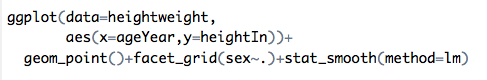 ggplot(data=heightweight,
aes(x=ageYear,y=heightIn))+
geom_point()+facet_grid(sex~.)+stat_smooth(method=lm)